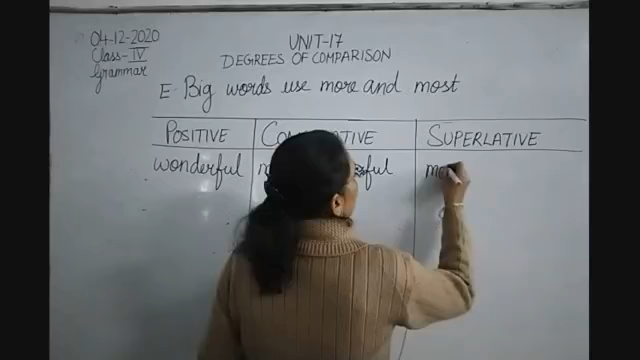 04-12-2020
Class-IV
Grammar
UNIT-17
DEGREES OF COMPARISON
E. Big words use more and most
POSITIVE SUPERLATIVE
wonderful